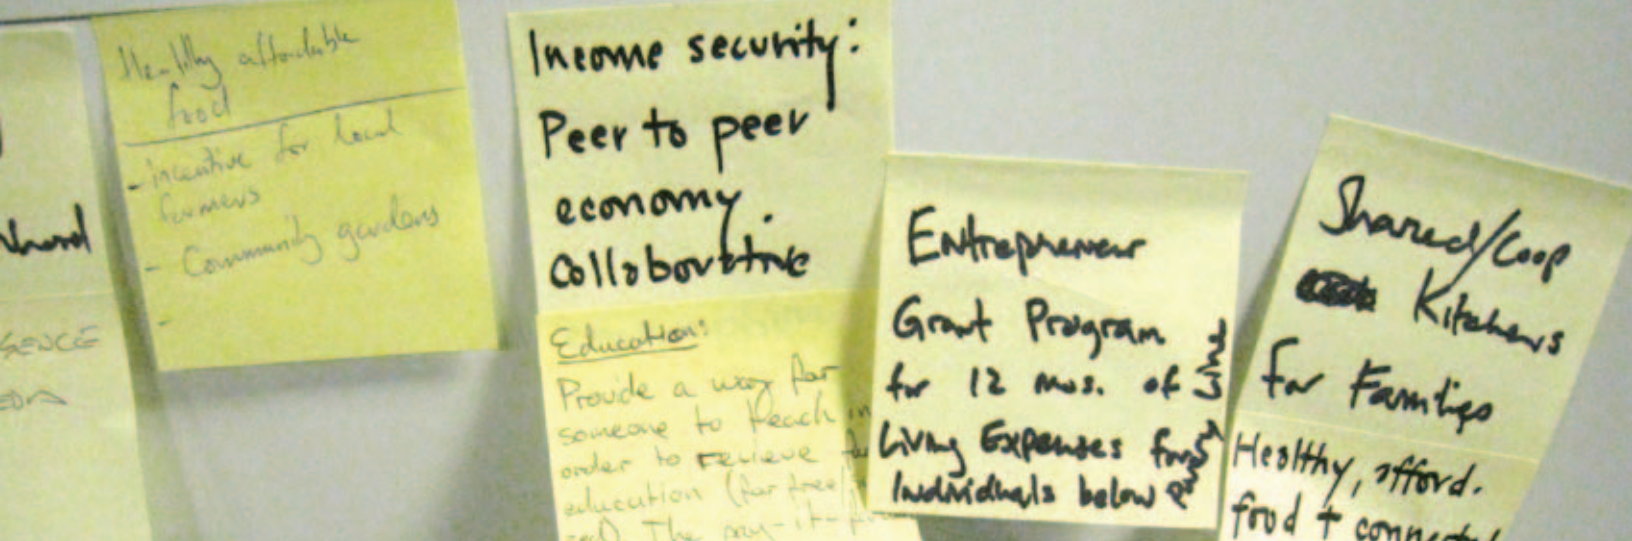 Healthy affordable
food
- incentive for local
farmers
- Community gardens
-
Income security:
Peer to peer
economy.
Collaborative
Education:
Provide a way for
someone to teach in
order to recieve
education (for free
Entrepreneur
Grant Program
for 12 mos. of
Living Expenses for
Individuals below poverty line
Shared/Coop
Kitchens
for Families
Healthy, afford.
food +